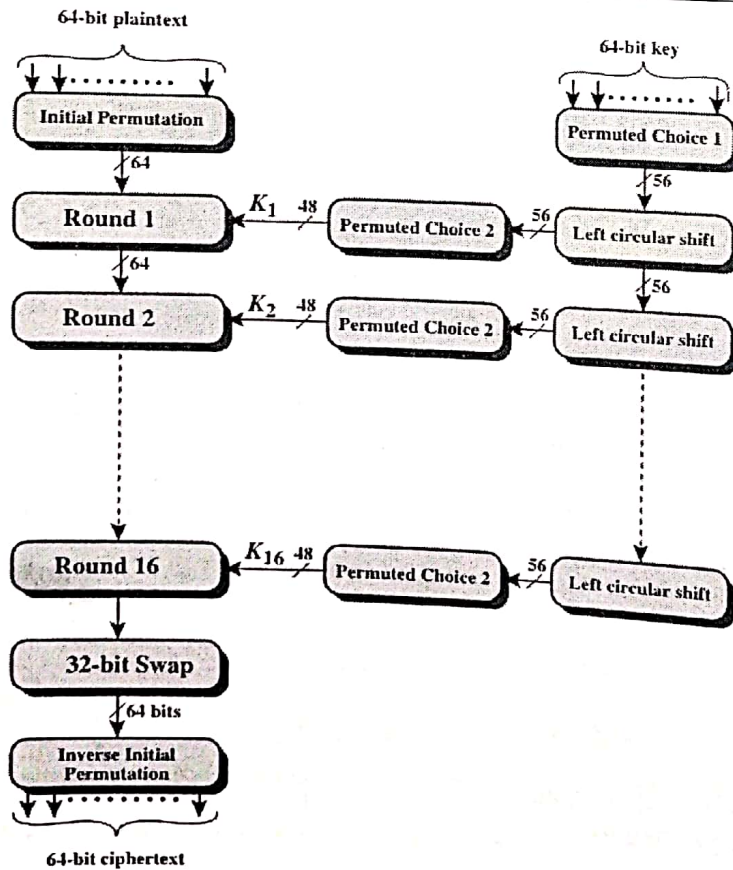 64-bit plaintext
64-bit key
Initial Permutation
Permuted Choice 1
64
56
Round 1
K1
48
Permuted Choice 2
56
Left circular shift
64
56
Round 2
K2
48
Permuted Choice 2
56
Left circular shift
Round 16
K16
48
Permuted Choice 2
56
Left circular shift
32-bit Swap
64 bits
Inverse Initial
Permutation
64-bit ciphertext